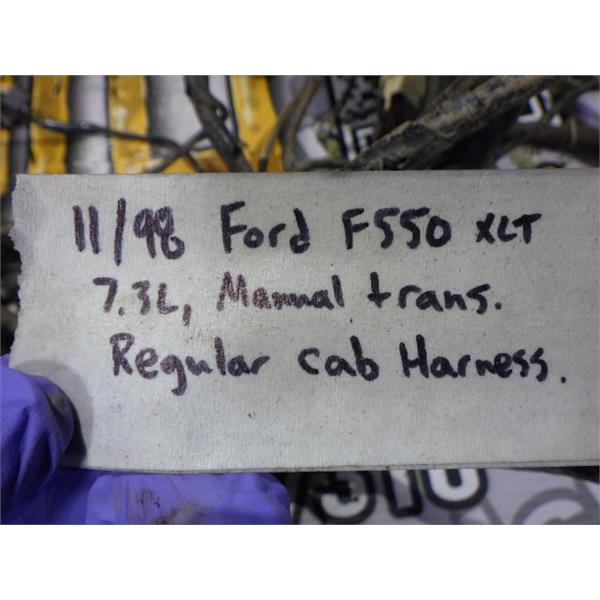 11/98 Ford F550 XLT
7.3L, Manual trans.
Regular cab Harness.